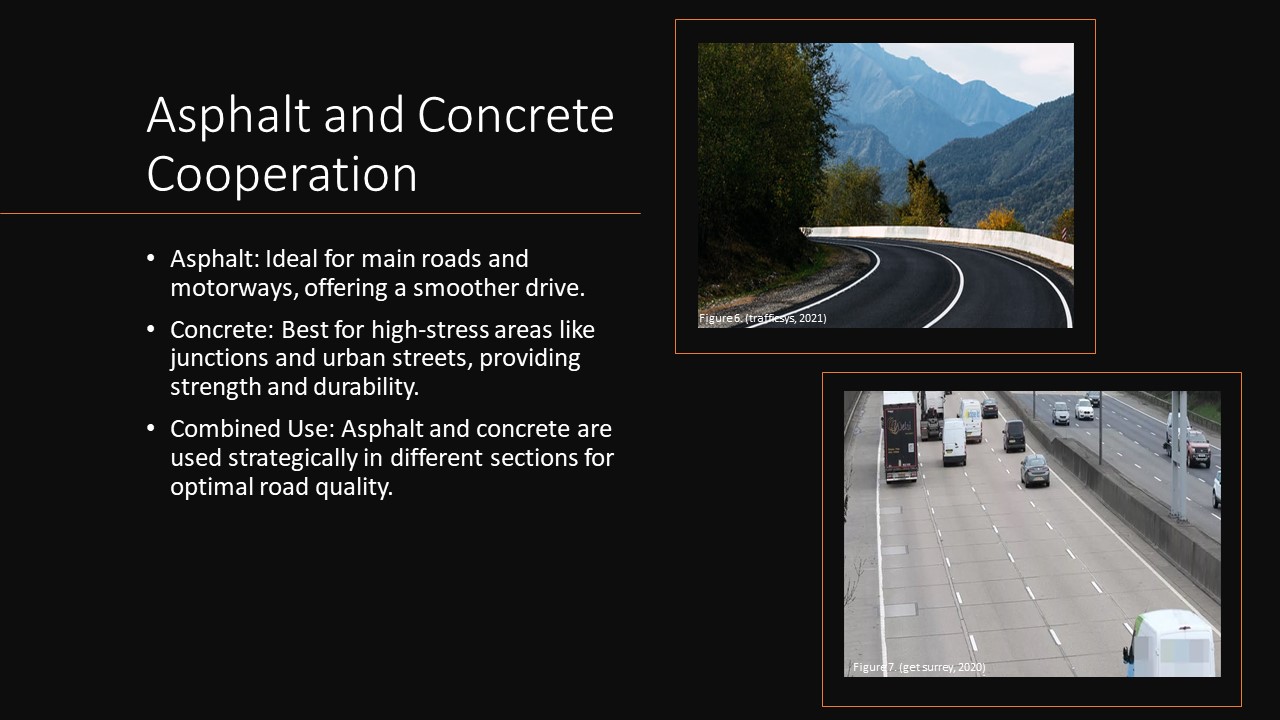 Asphalt and Concrete
Cooperation
• Asphalt: Ideal for main roads and
motorways, offering a smoother drive.
• Concrete: Best for high-stress areas like
junctions and urban streets, providing
strength and durability.
• Combined Use: Asphalt and concrete are
used strategically in different sections for
optimal road quality.
Figure 6. (trafficsys, 2021)
Figure 7. (get surrey, 2020)